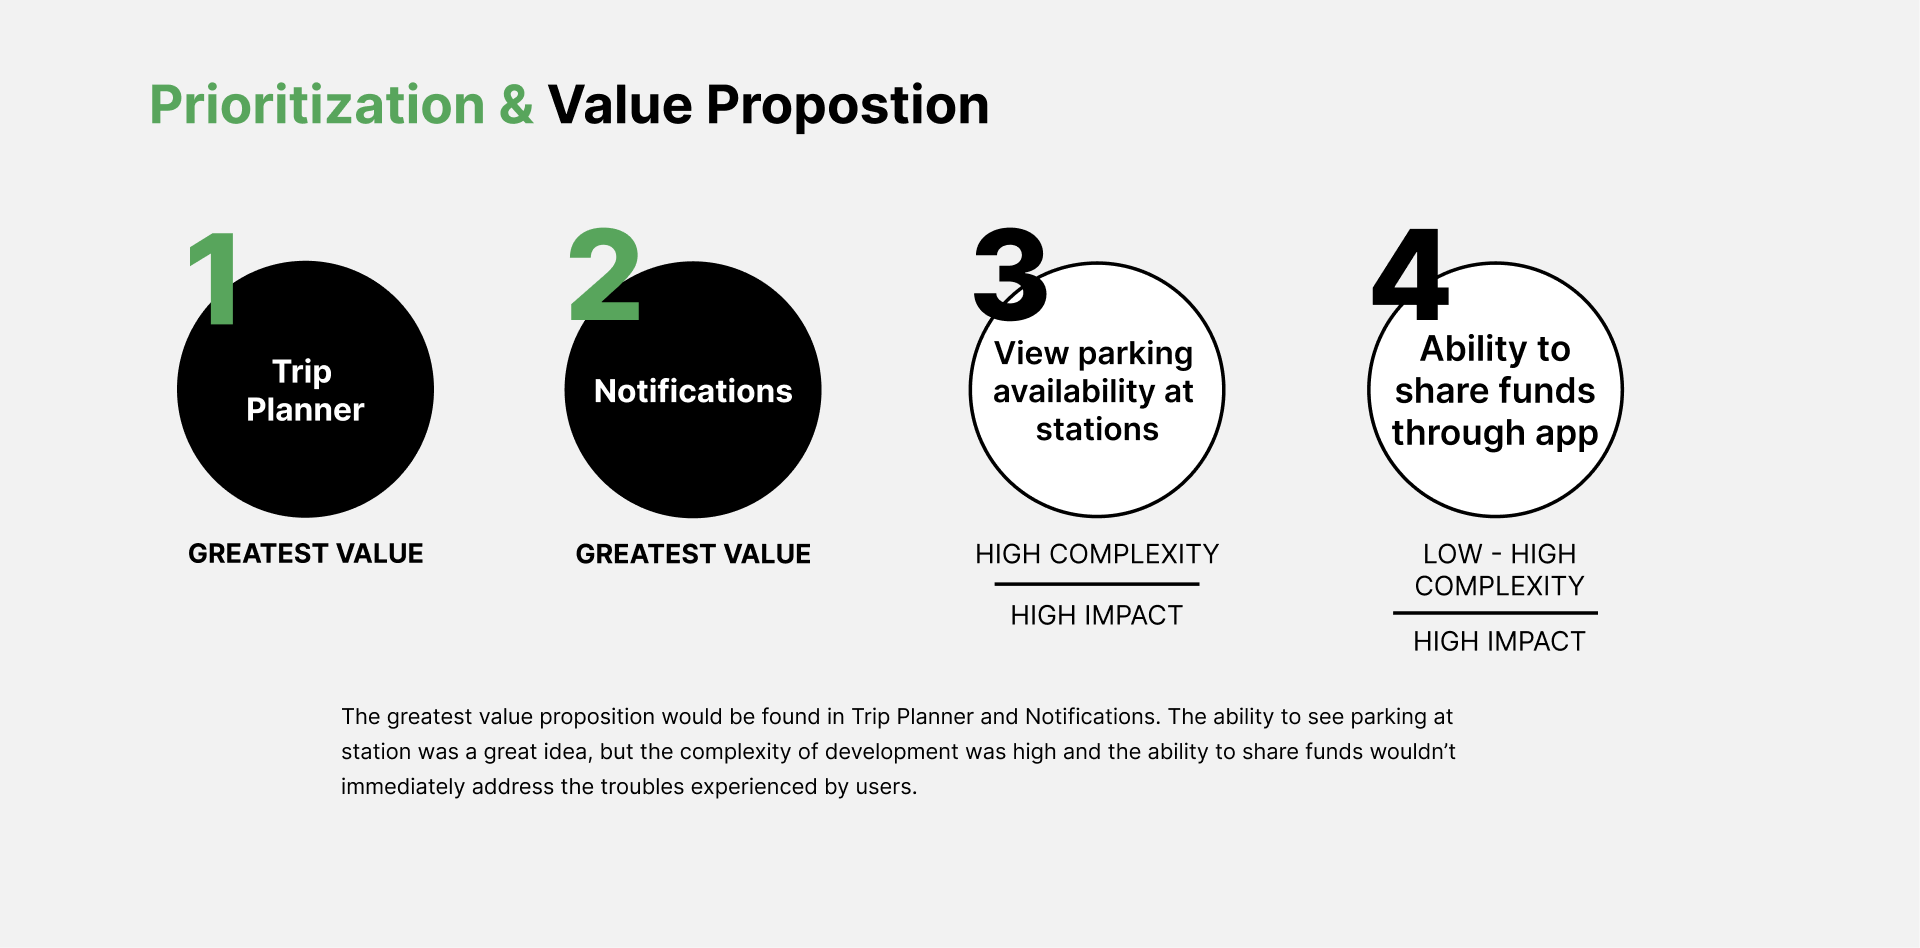 Prioritization & Value Propostion
1
Trip
Planner
GREATEST VALUE
2
Notifications
GREATEST VALUE
3
View parking
availability at
stations
HIGH COMPLEXITY
HIGH IMPACT
4
Ability to
share funds
through app
LOW - HIGH
COMPLEXITY
HIGH IMPACT
The greatest value proposition would be found in Trip Planner and Notifications. The ability to see parking at
station was a great idea, but the complexity of development was high and the ability to share funds wouldn’t
immediately address the troubles experienced by users.